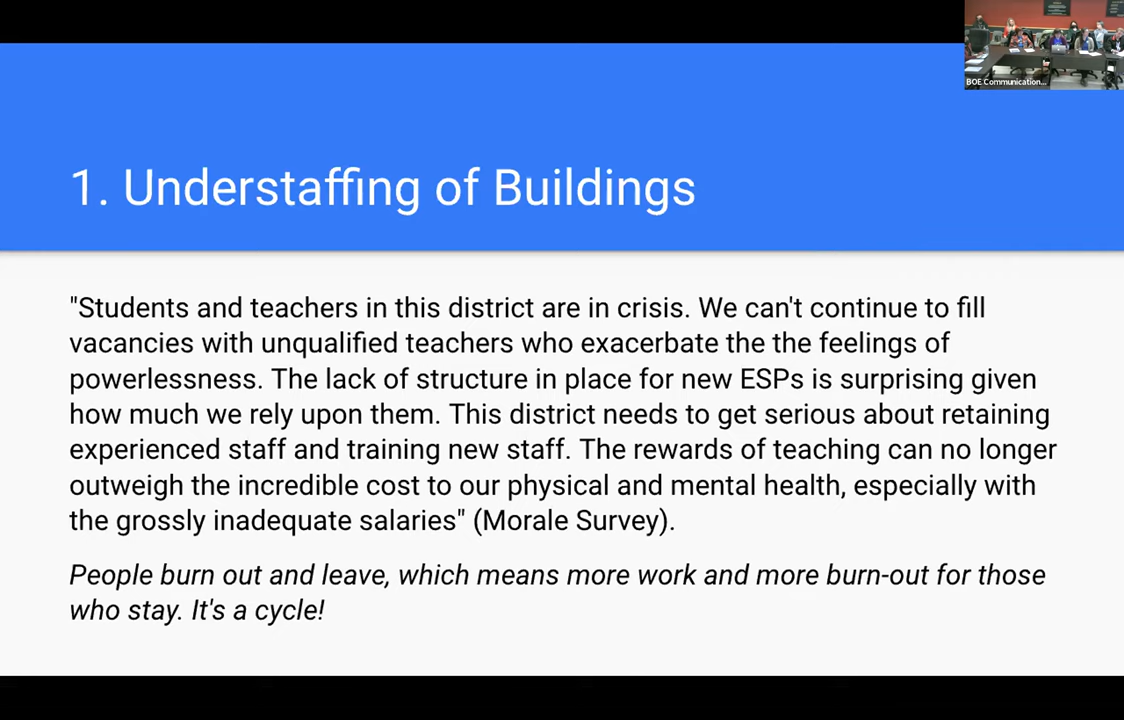 BOE Communication...
1. Understaffing of Buildings
"Students and teachers in this district are in crisis. We can't continue to fill
vacancies with unqualified teachers who exacerbate the the feelings of
powerlessness. The lack of structure in place for new ESPs is surprising given
how much we rely upon them. This district needs to get serious about retaining
experienced staff and training new staff. The rewards of teaching can no longer
outweigh the incredible cost to our physical and mental health, especially with
the grossly inadequate salaries" (Morale Survey).
People burn out and leave, which means more work and more burn-out for those
who stay. It's a cycle!